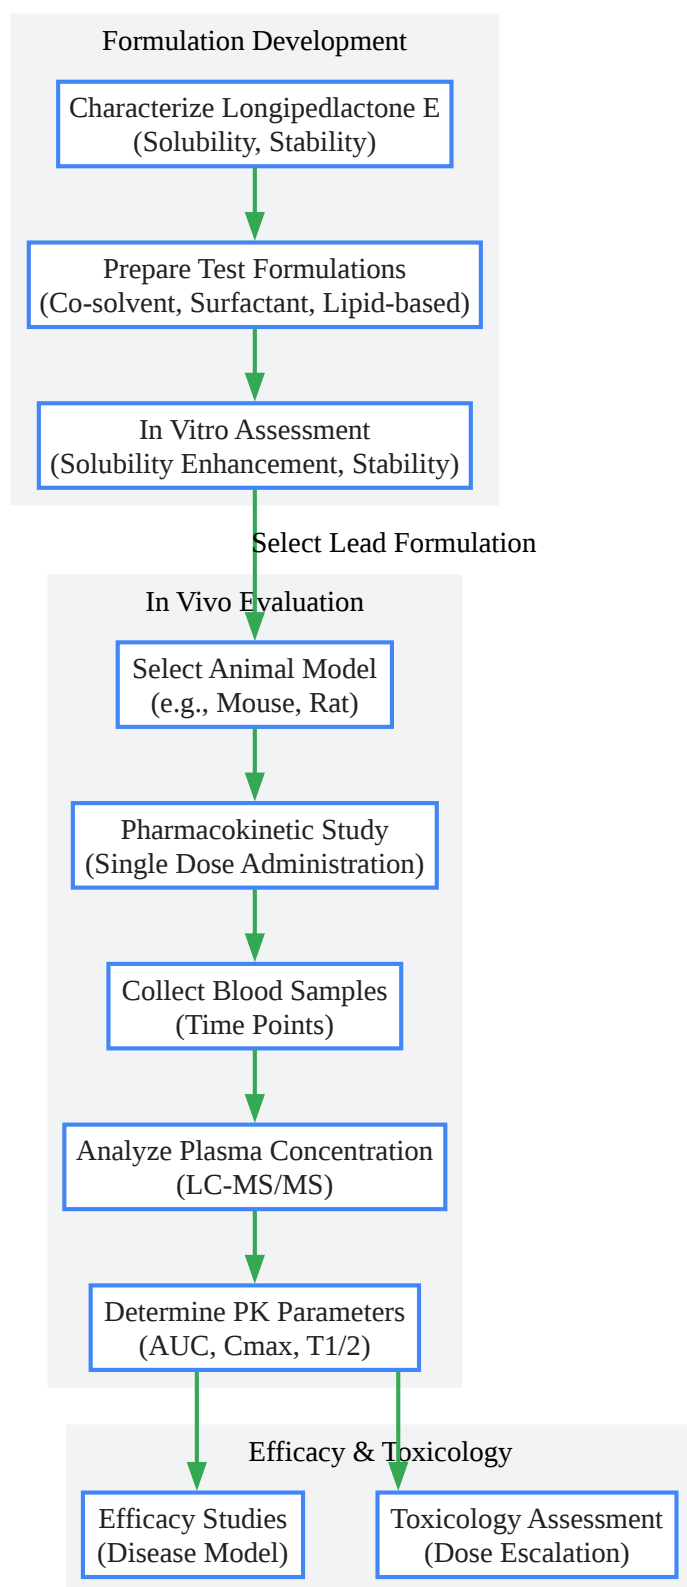 Formulation Development
Characterize Longipedlactone E
(Solubility, Stability)
Prepare Test Formulations
(Co-solvent, Surfactant, Lipid-based)
In Vitro Assessment
(Solubility Enhancement, Stability)
Select Lead Formulation
In Vivo Evaluation
Select Animal Model
(e.g., Mouse, Rat)
Pharmacokinetic Study
(Single Dose Administration)
Collect Blood Samples
(Time Points)
Analyze Plasma Concentration
(LC-MS/MS)
Determine PK Parameters
(AUC, Cmax, T1/2)
Efficacy & Toxicology
Efficacy Studies
(Disease Model)
Toxicology Assessment
(Dose Escalation)